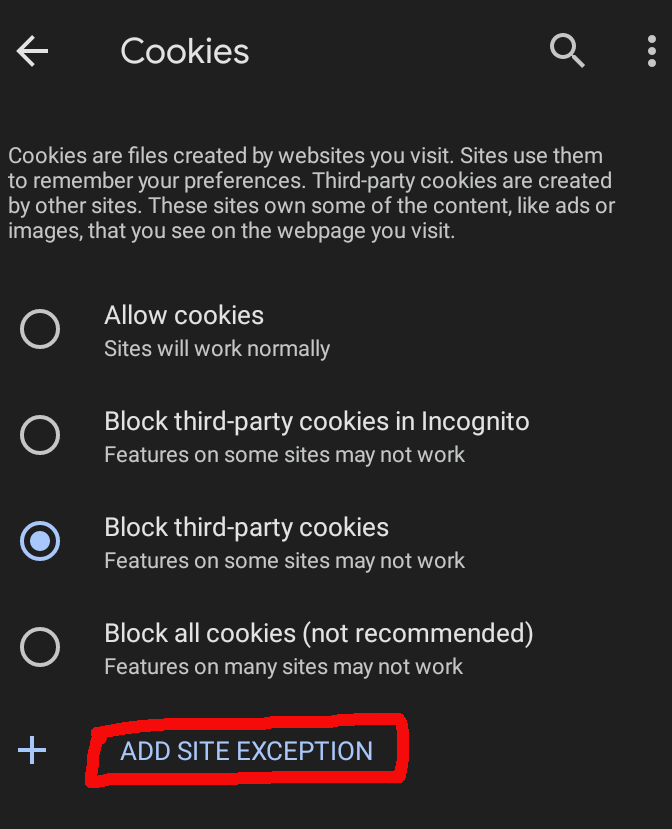 Cookies
Cookies are files created by websites you visit. Sites use them
to remember your preferences. Third-party cookies are created
by other sites. These sites own some of the content, like ads or
images, that you see on the webpage you visit.
Allow cookies
Sites will work normally
Block third-party cookies in Incognito
Features on some sites may not work
Block third-party cookies
Features on some sites may not work
Block all cookies (not recommended)
Features on many sites may not work
ADD SITE EXCEPTION